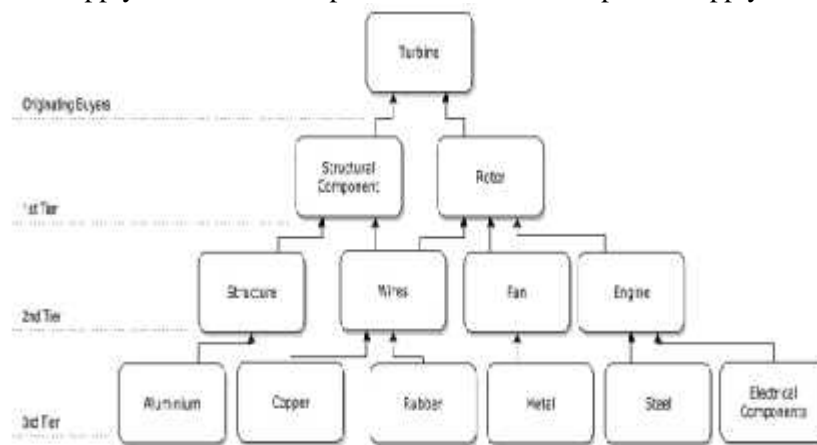 Turbine
Originating Buyers
Structural
Component
Rotor
1st Tier
Structure
Wires
Fan
Engine
2nd Tier
Aluminium
Copper
Rubber
Metal
Steel
Electrical
Components
3rd Tier